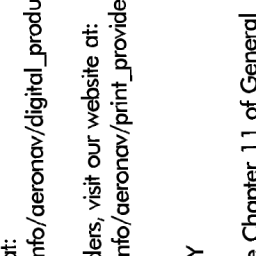 at:
nfo/aeronav/digital_produ
ders, visit our website at:
nfo/aeronav/print_provide
Y
e Chapter 11 of General